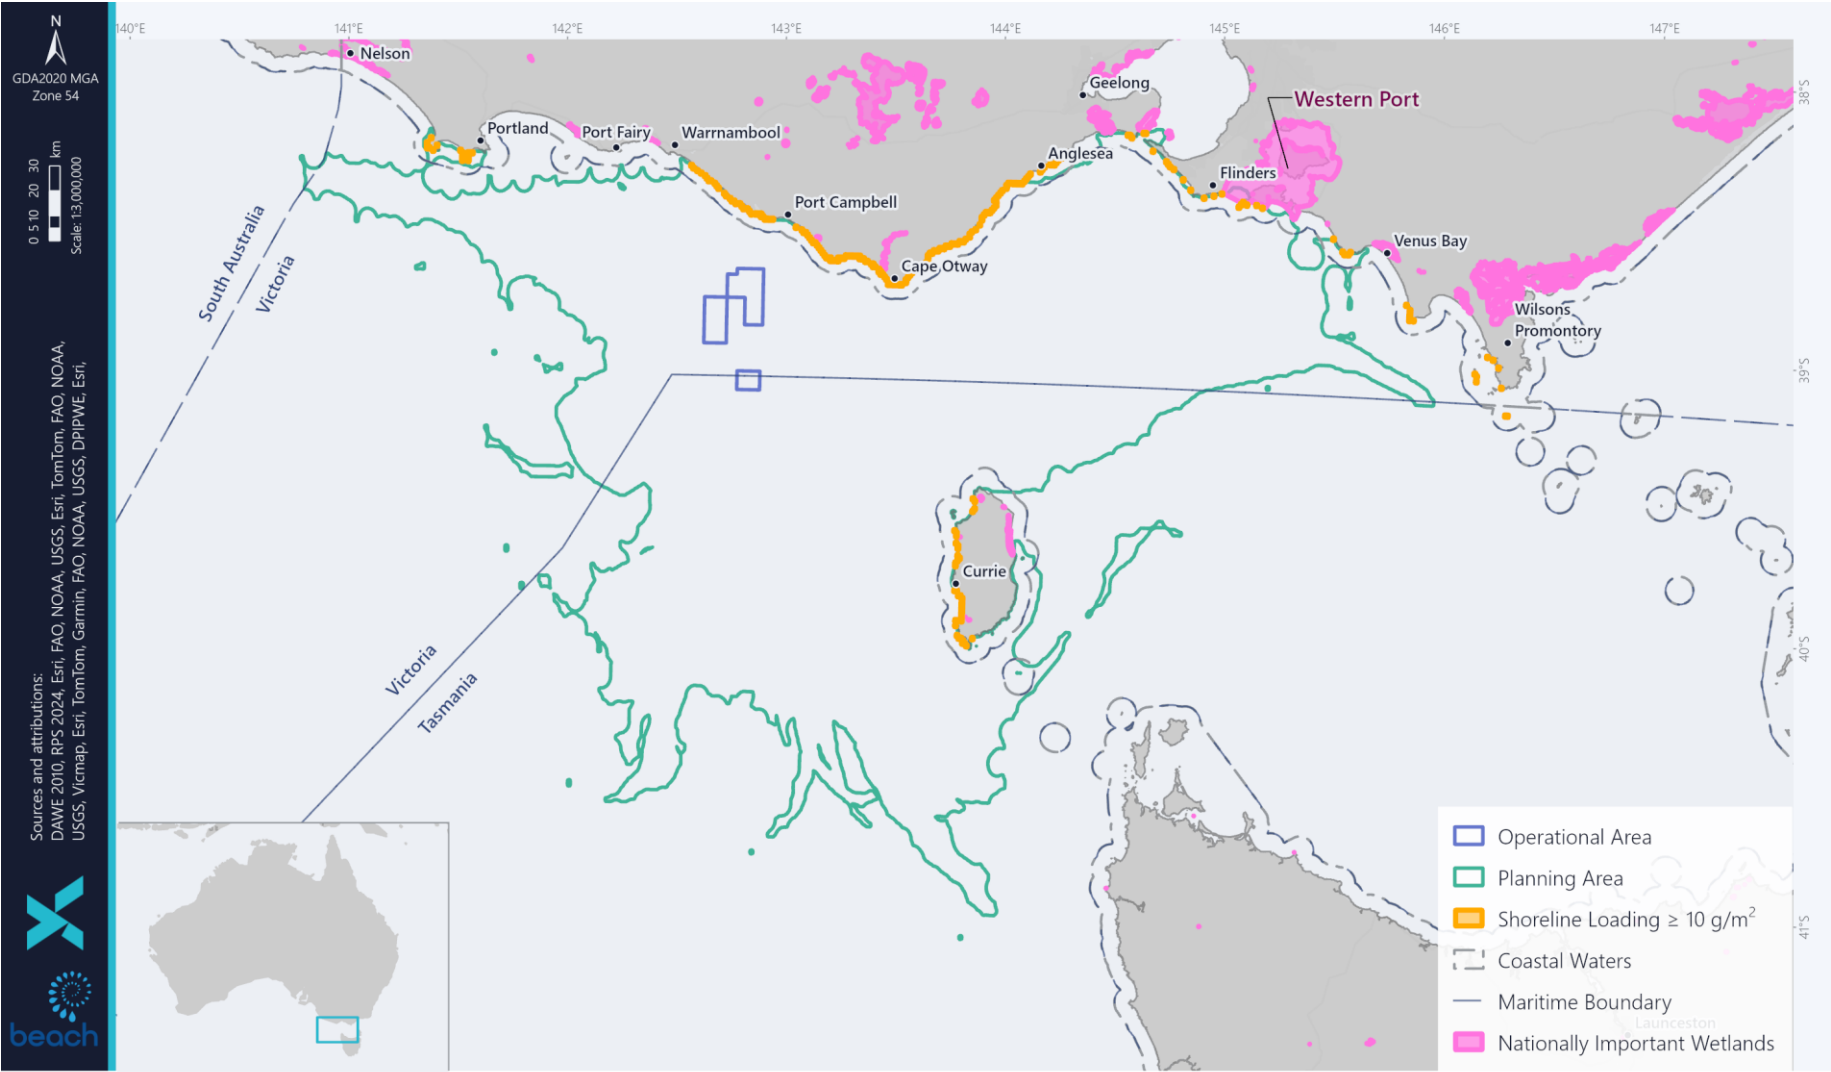 140°E
141°E
142°E
143°E
144°E
145°E
146°E
147°E
N
GDA2020 MGA
Zone 54
0 5 10 20 30
km
Scale: 1:3,000,000
Sources and attributions:
DAWE 2010, RPS 2024, Esri, FAO, NOAA, USGS, Esri, TomTom, FAO, NOAA,
USGS, Vicmap, Esri, TomTom, Garmin, FAO, NOAA, USGS, DPIPWE, Esri,
beach
Nelson
Portland
Port Fairy
Warrnambool
Geelong
Western Port
Anglesea
Flinders
Port Campbell
Cape Otway
Venus Bay
Wilsons
Promontory
South Australia
Victoria
Currie
Victoria
Tasmania
38°S
39°S
40°S
41°S
Operational Area
Planning Area
Shoreline Loading ≥ 10 g/m²
Coastal Waters
Maritime Boundary
Launceston
Nationally Important Wetlands